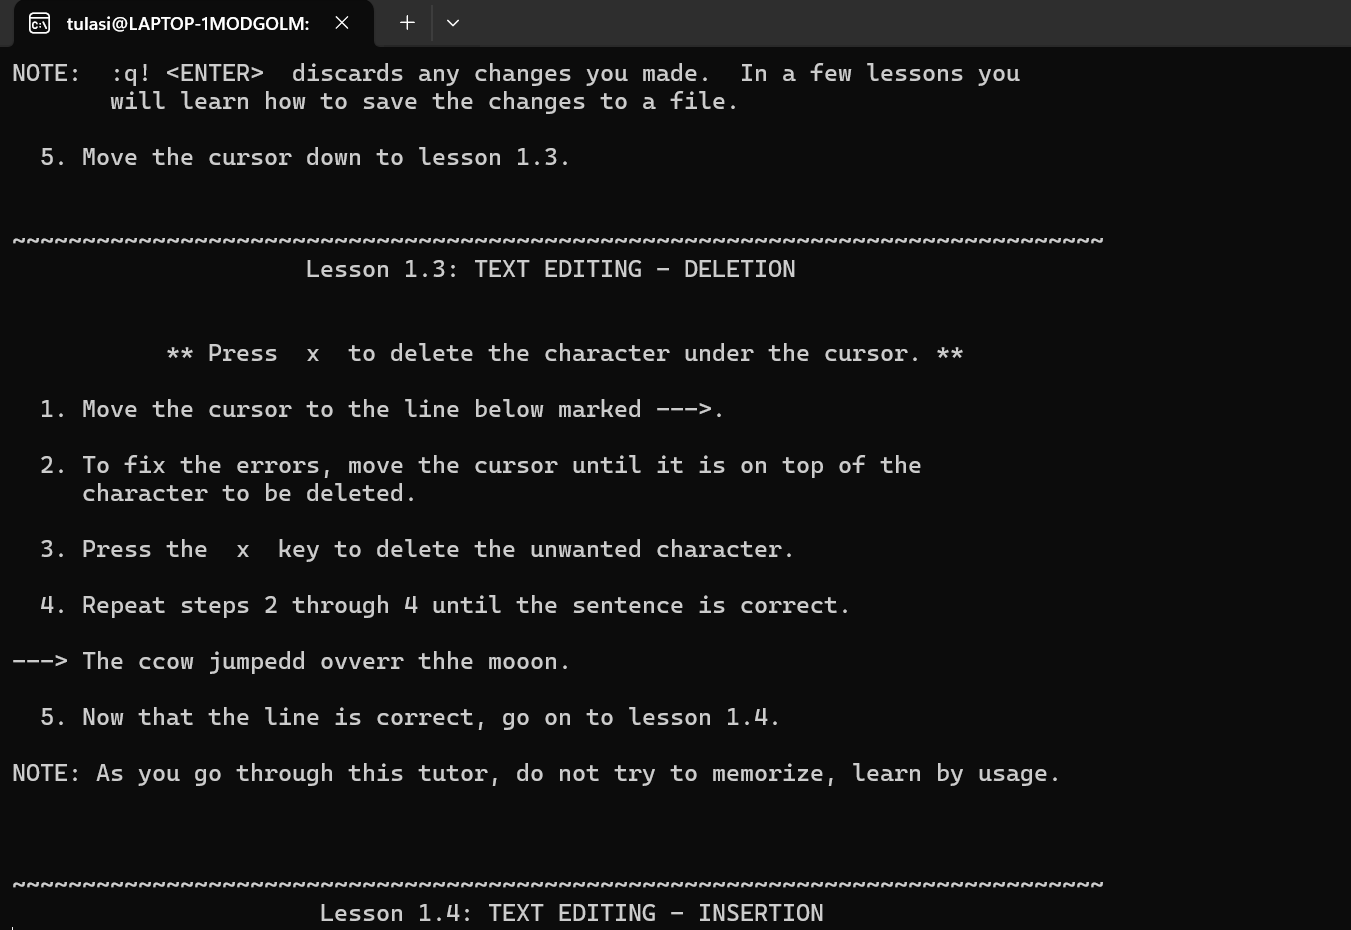 tulasi@LAPTOP-1MODGOLM:
NOTE:  :q! <ENTER>  discards any changes you made.  In a few lessons you
       will learn how to save the changes to a file.
  5. Move the cursor down to lesson 1.3.
~~~~~~~~~~~~~~~~~~~~~~~~~~~~~~~~~~~~~~~~~~~~~~~~~~~~~~~~~~~~~~~~~~~~~~~~~~~~~~
                     Lesson 1.3: TEXT EDITING - DELETION
           ** Press  x  to delete the character under the cursor. **
  1. Move the cursor to the line below marked --->.
  2. To fix the errors, move the cursor until it is on top of the
     character to be deleted.
  3. Press the  x  key to delete the unwanted character.
  4. Repeat steps 2 through 4 until the sentence is correct.
---> The ccow jumpedd ovverr thhe mooon.
  5. Now that the line is correct, go on to lesson 1.4.
NOTE: As you go through this tutor, do not try to memorize, learn by usage.
~~~~~~~~~~~~~~~~~~~~~~~~~~~~~~~~~~~~~~~~~~~~~~~~~~~~~~~~~~~~~~~~~~~~~~~~~~~~~~
                      Lesson 1.4: TEXT EDITING - INSERTION